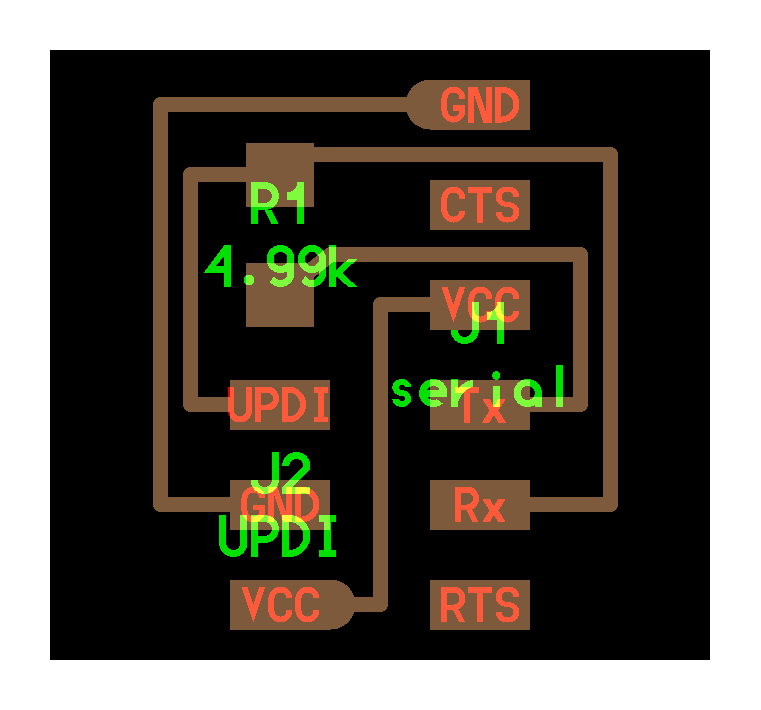 GND
R1
CTS
4.99k
VCC
J1
serial
UPDI
Tx
J2
GND
Rx
UPDI
VCC
RTS